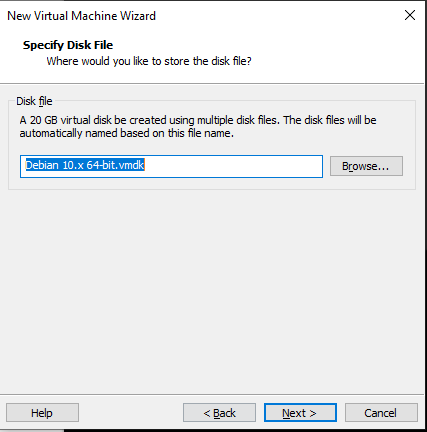 New Virtual Machine Wizard
Specify Disk File
Where would you like to store the disk file?
Disk file
A 20 GB virtual disk be created using multiple disk files. The disk files will be
automatically named based on this file name.
Debian 10.x 64-bit.vmdk
Browse...
Help
< Back
Next >
Cancel